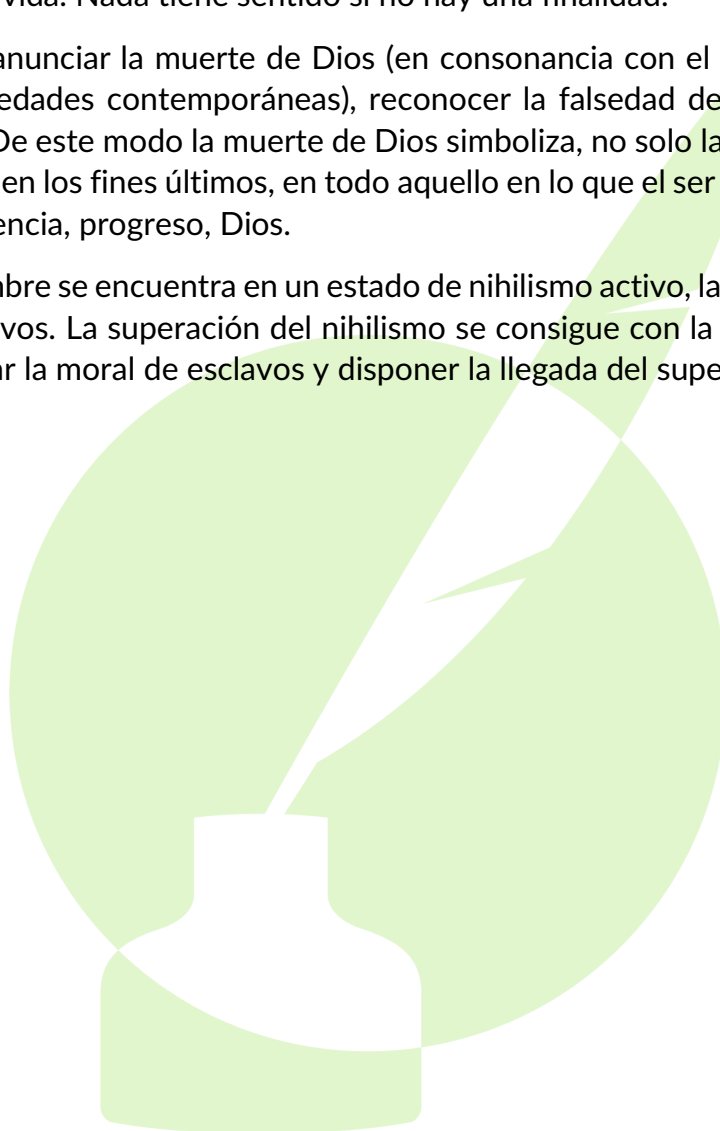 vida. Nada tiene sentido si no hay una finalidad.
anunciar la muerte de Dios (en consonancia con el
edades contemporáneas), reconocer la falsedad de
De este modo la muerte de Dios simboliza, no solo la
en los fines últimos, en todo aquello en lo que el ser
encia, progreso, Dios.
mbre se encuentra en un estado de nihilismo activo, la
vos. La superación del nihilismo se consigue con la
ar la moral de esclavos y disponer la llegada del supe